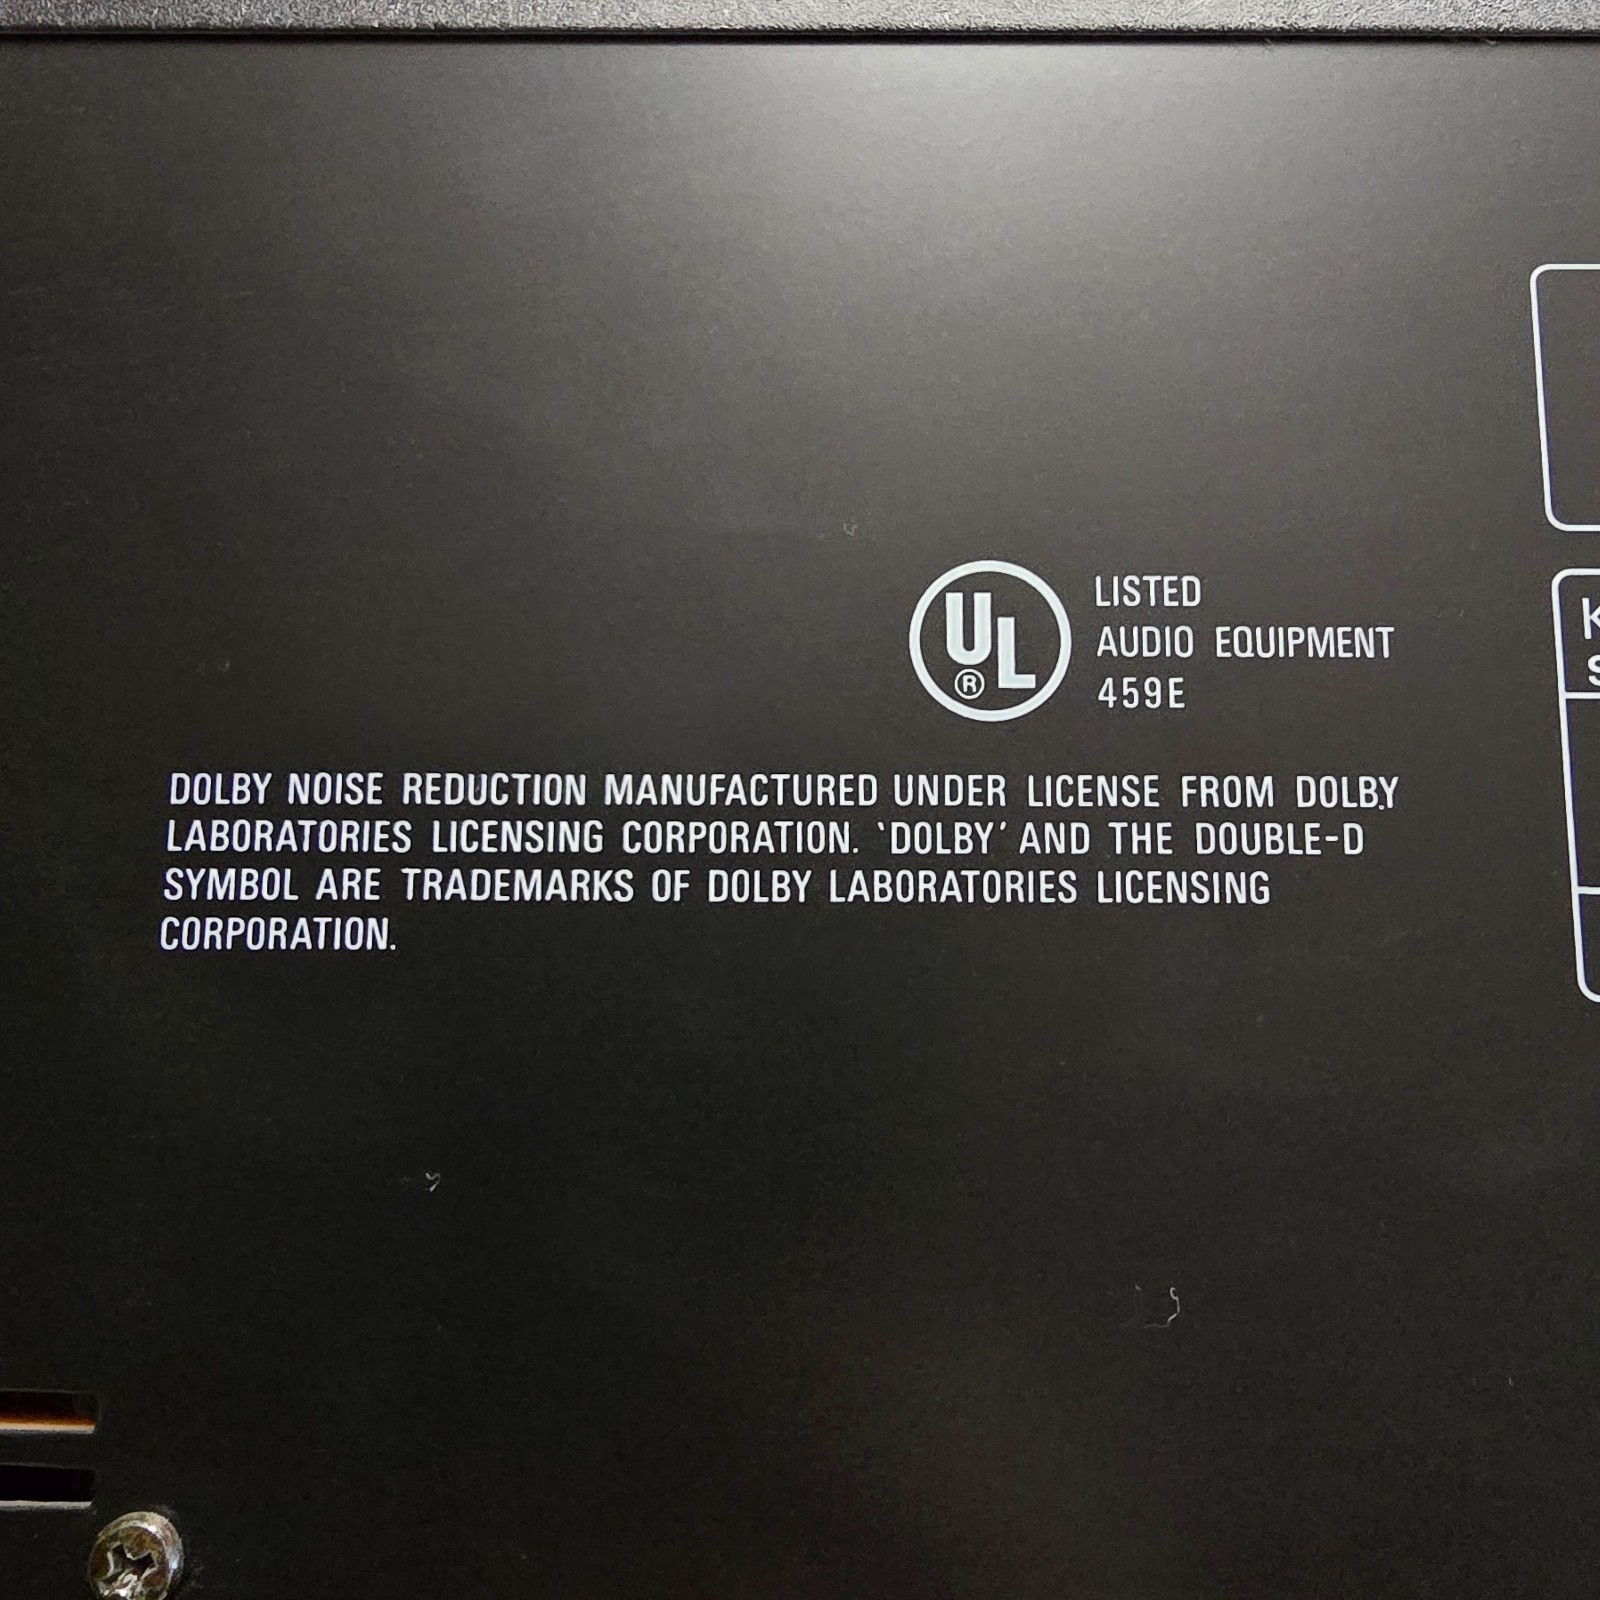 UL
®
LISTED
AUDIO EQUIPMENT
459E
DOLBY NOISE REDUCTION MANUFACTURED UNDER LICENSE FROM DOLBY
LABORATORIES LICENSING CORPORATION. 'DOLBY' AND THE DOUBLE-D
SYMBOL ARE TRADEMARKS OF DOLBY LABORATORIES LICENSING
CORPORATION.